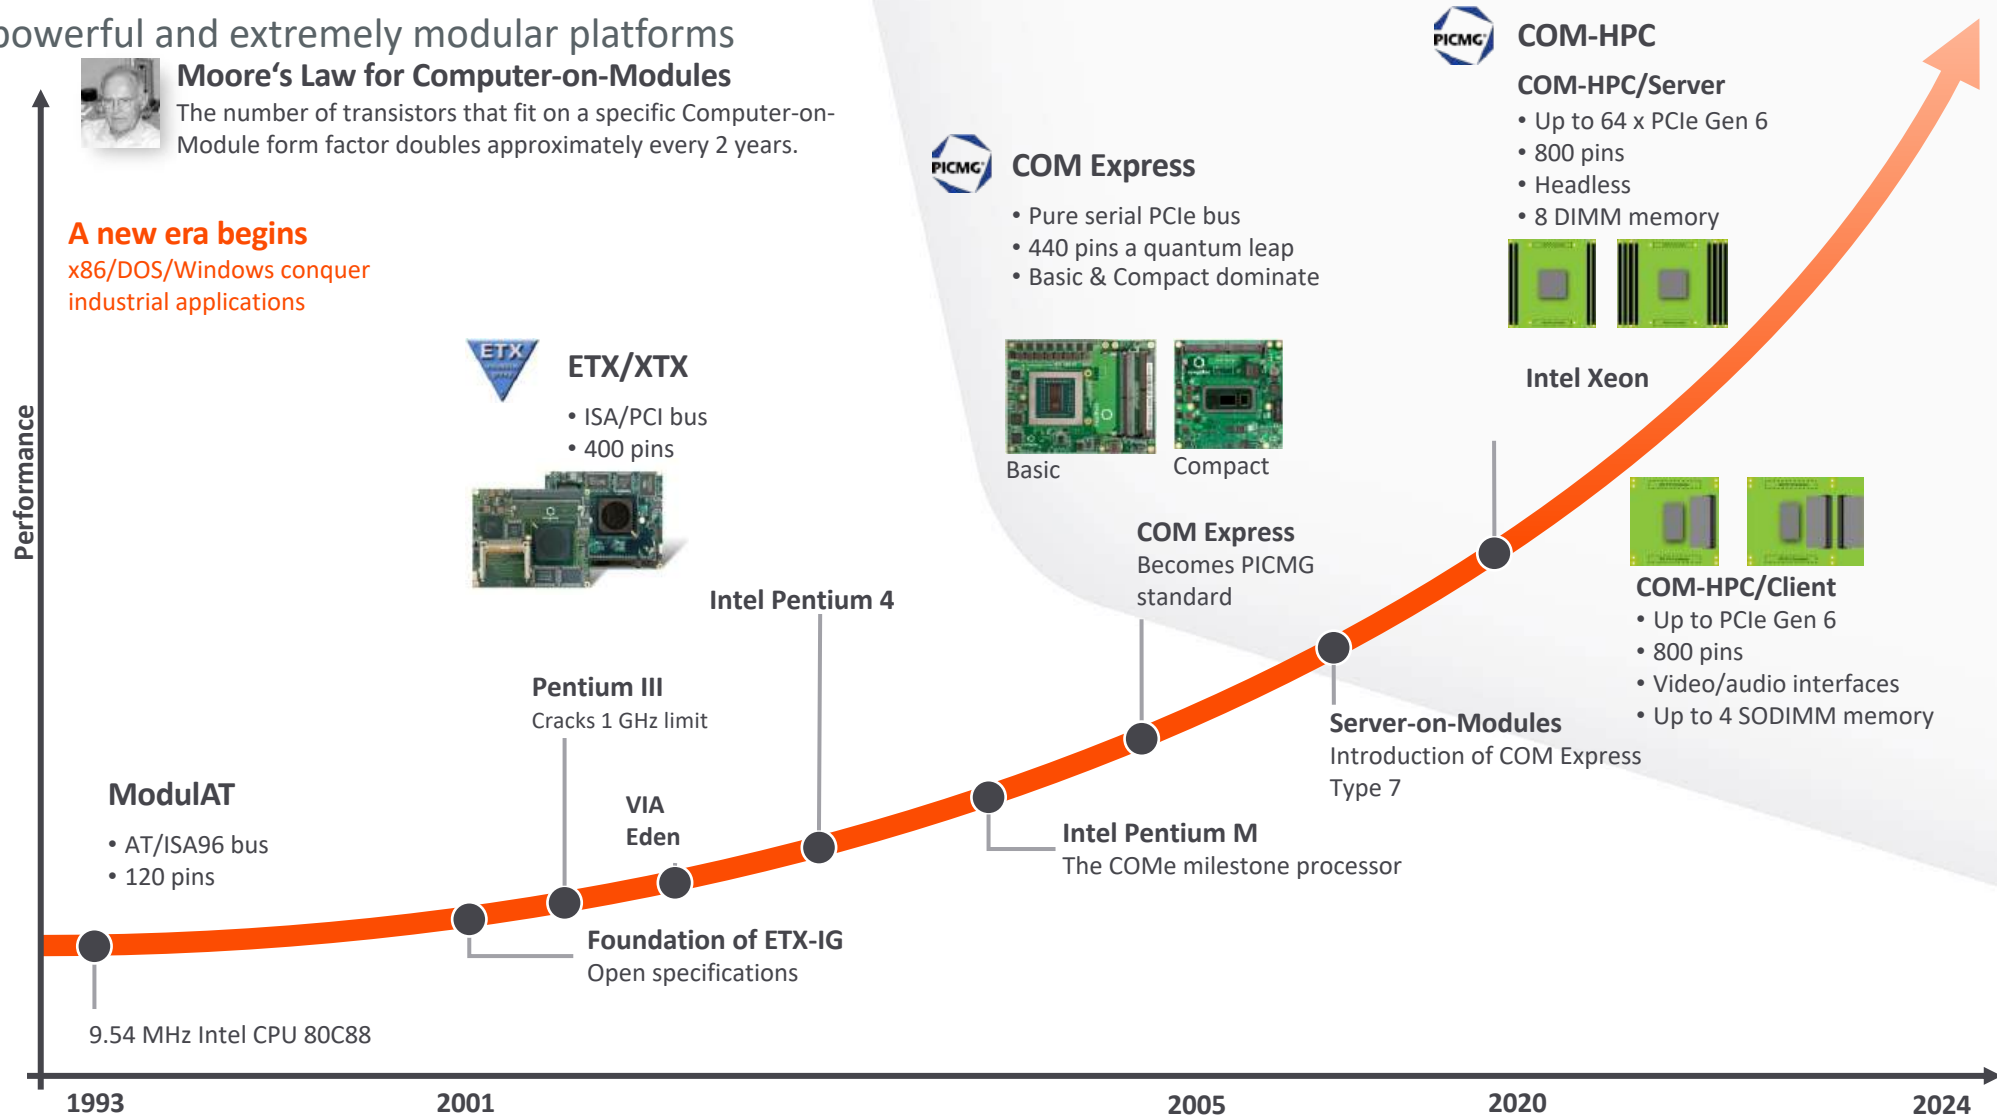 powerful and extremely modular platforms
Moore‘s Law for Computer-on-Modules
The number of transistors that fit on a specific Computer-on-
Module form factor doubles approximately every 2 years.
A new era begins
x86/DOS/Windows conquer
industrial applications
Performance
ModulAT
• AT/ISA96 bus
• 120 pins
9.54 MHz Intel CPU 80C88
ETX
ETX/XTX
• ISA/PCI bus
• 400 pins
Pentium III
Cracks 1 GHz limit
VIA
Eden
Intel Pentium 4
Foundation of ETX-IG
Open specifications
PICMG
COM Express
• Pure serial PCIe bus
• 440 pins a quantum leap
• Basic & Compact dominate
Basic
Compact
COM Express
Becomes PICMG
standard
Intel Pentium M
The COMe milestone processor
Server-on-Modules
Introduction of COM Express
Type 7
PICMG
COM-HPC
COM-HPC/Server
• Up to 64 x PCIe Gen 6
• 800 pins
• Headless
• 8 DIMM memory
Intel Xeon
COM-HPC/Client
• Up to PCIe Gen 6
• 800 pins
• Video/audio interfaces
• Up to 4 SODIMM memory
1993
2001
2005
2020
2024